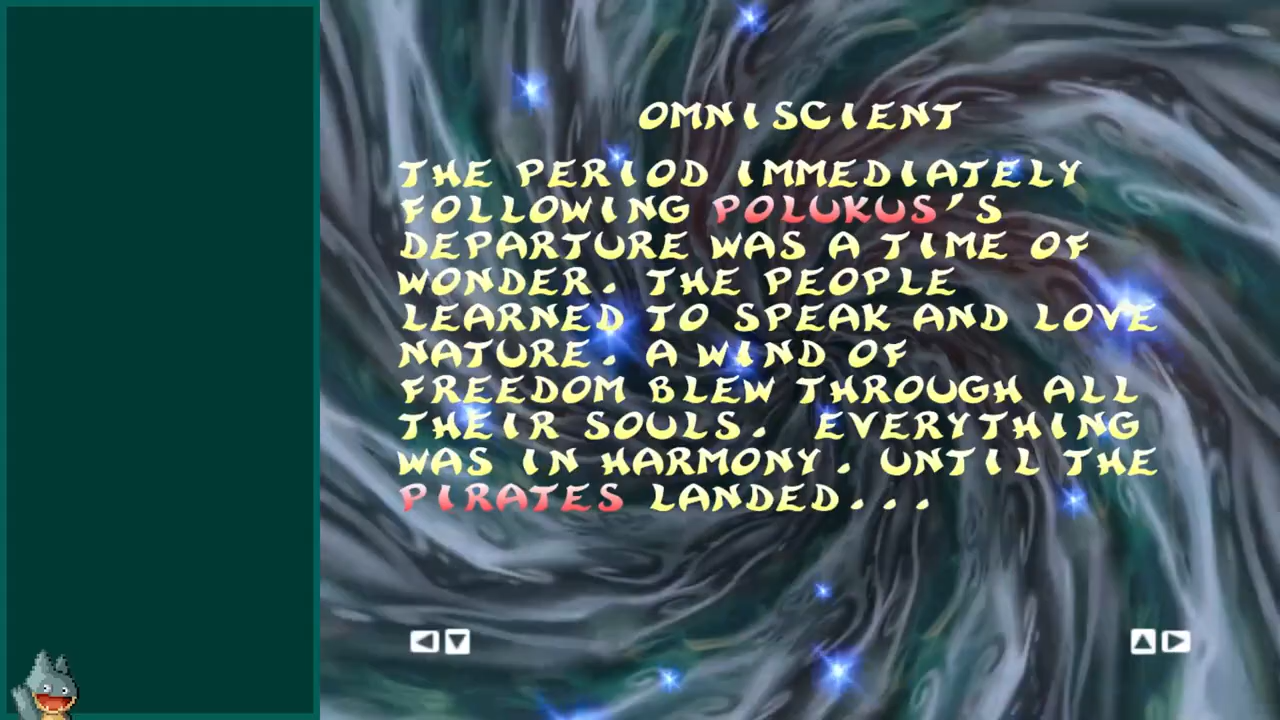 OMNISCIENT
THE PERIOD IMMEDIATELY
FOLLOWING POLUKUS'S
DEPARTURE WAS A TIME OF
WONDER. THE PEOPLE
LEARNED TO SPEAK AND LOVE
NATURE. A WIND OF
FREEDOM BLEW THROUGH ALL
THEIR SOULS. EVERYTHING
WAS IN HARMONY. UNTIL THE
PIRATES LANDED...